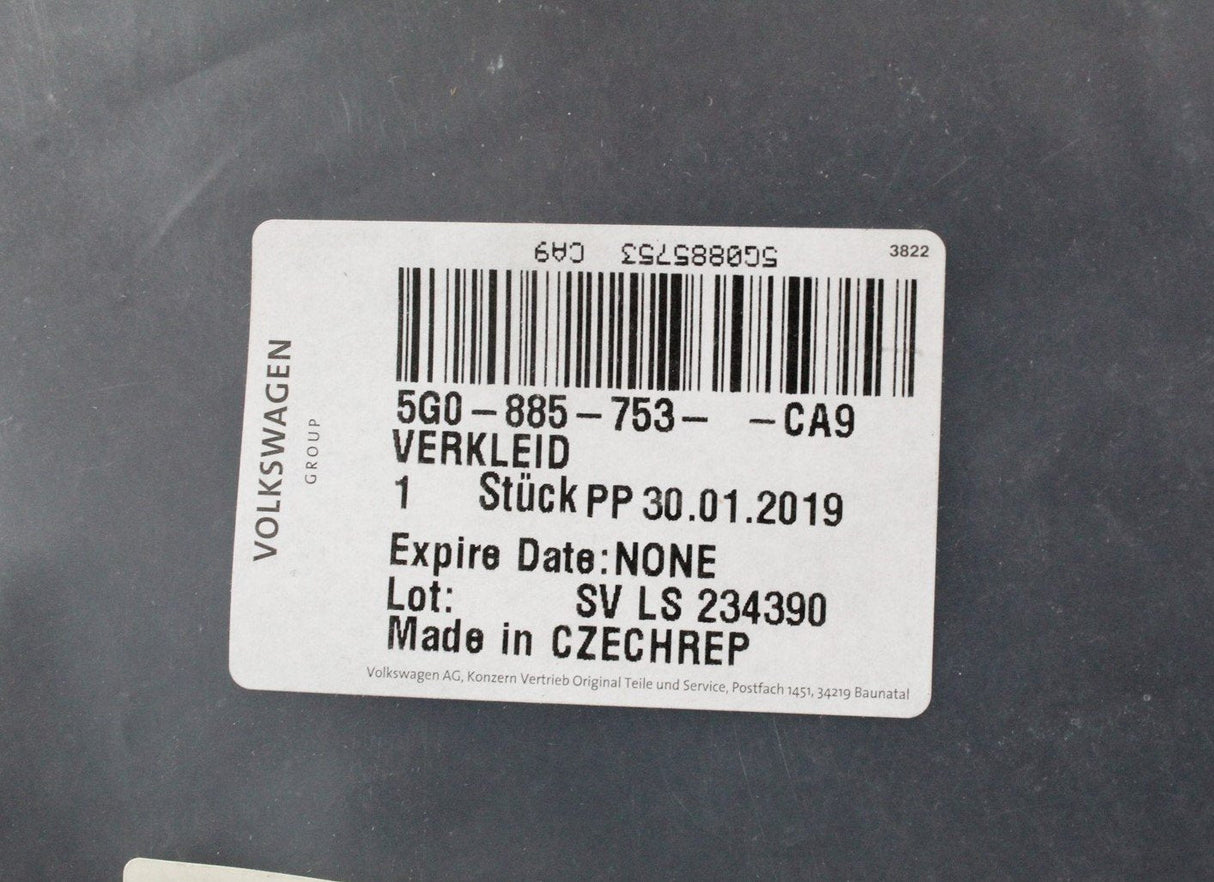 5G0885753 CA9
3822
VOLKSWAGEN
GROUP
5G0-885-753- -CA9
VERKLEID
1 Stück PP 30.01.2019
Expire Date:NONE
Lot: SV LS 234390
Made in CZECHREP
Volkswagen AG, Konzern Vertrieb Original Teile und Service, Postfach 1451, 34219 Baunatal